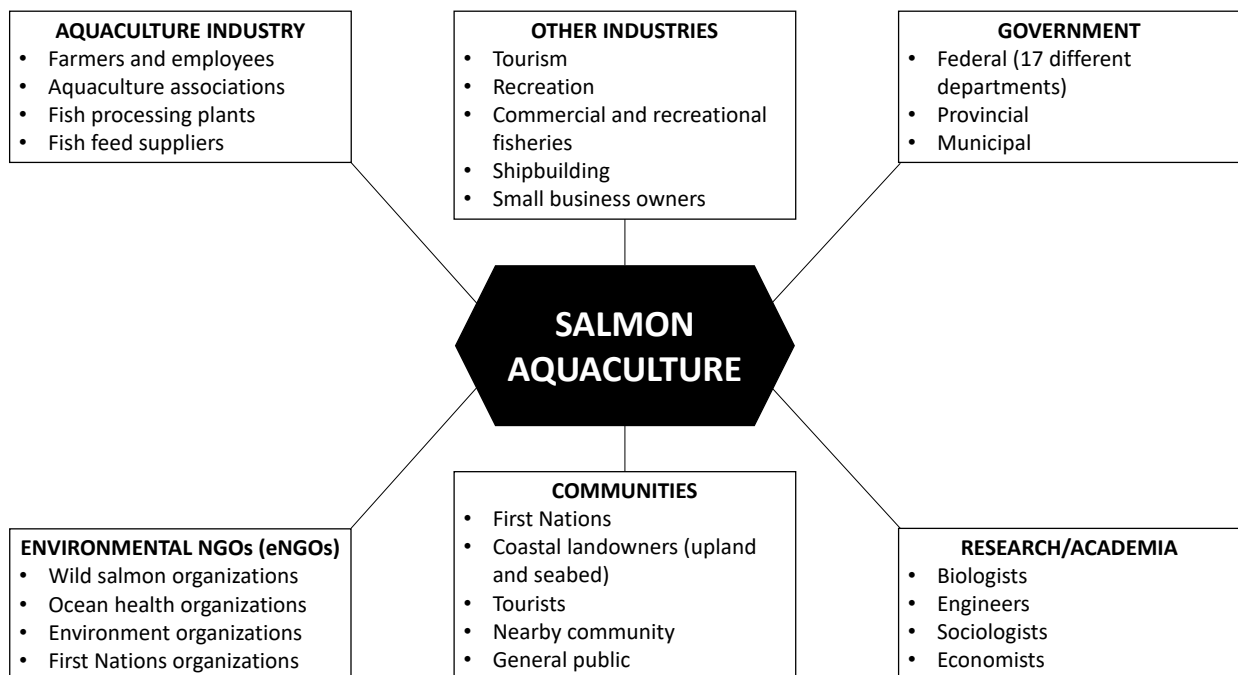 AQUACULTURE INDUSTRY
• Farmers and employees
• Aquaculture associations
• Fish processing plants
• Fish feed suppliers
OTHER INDUSTRIES
• Tourism
• Recreation
• Commercial and recreational
fisheries
• Shipbuilding
• Small business owners
GOVERNMENT
• Federal (17 different
departments)
• Provincial
• Municipal
SALMON
AQUACULTURE
ENVIRONMENTAL NGOs (eNGOs)
• Wild salmon organizations
• Ocean health organizations
• Environment organizations
• First Nations organizations
COMMUNITIES
• First Nations
• Coastal landowners (upland
and seabed)
• Tourists
• Nearby community
• General public
RESEARCH/ACADEMIA
• Biologists
• Engineers
• Sociologists
• Economists